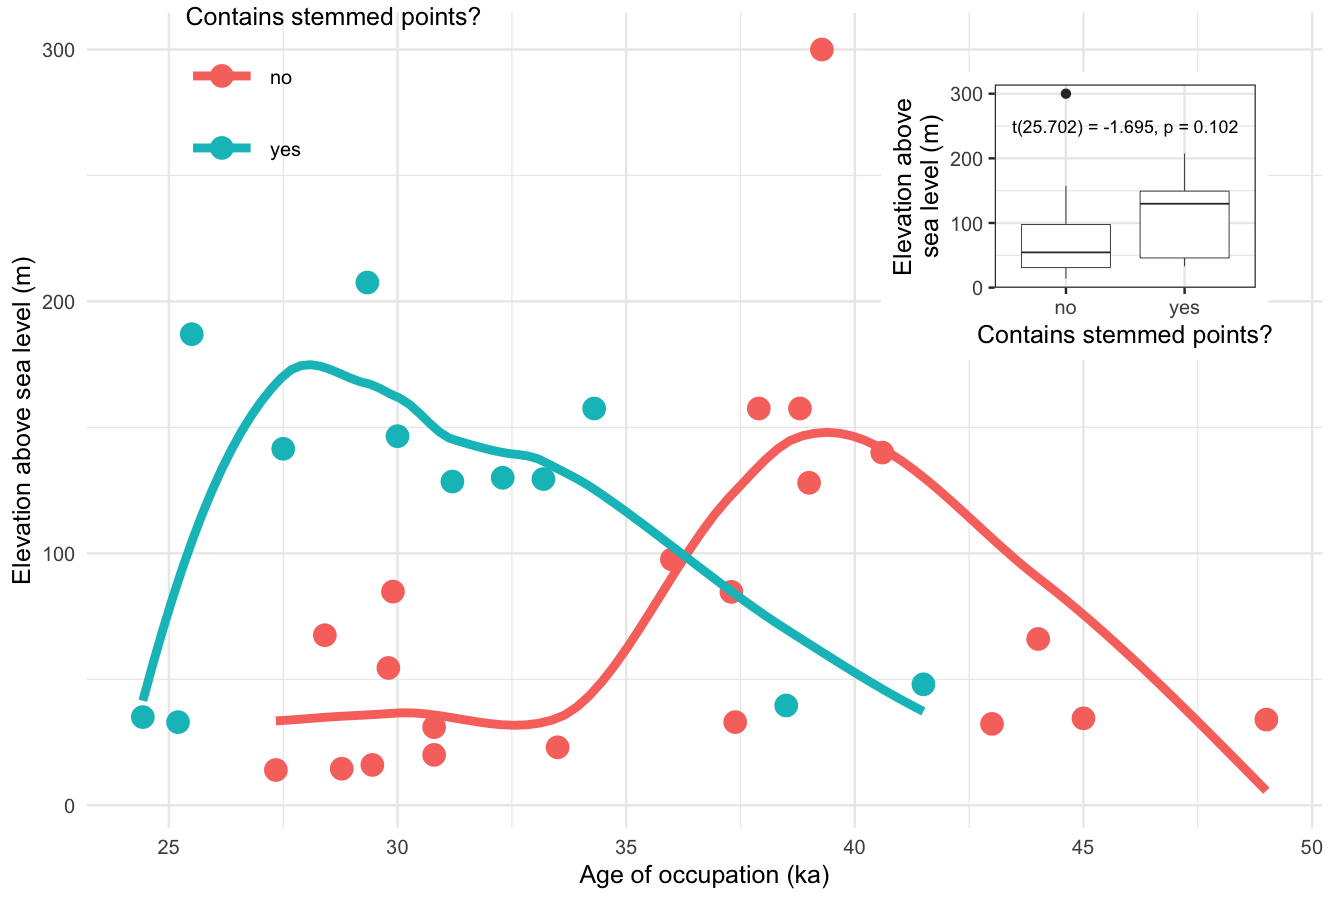 Contains stemmed points?
no
yes
Elevation above sea level (m)
300
200
100
0
25
30
35
40
45
50
Age of occupation (ka)
Elevation above
sea level (m)
300
200
100
0
t(25.702) = -1.695, p = 0.102
no
yes
Contains stemmed points?